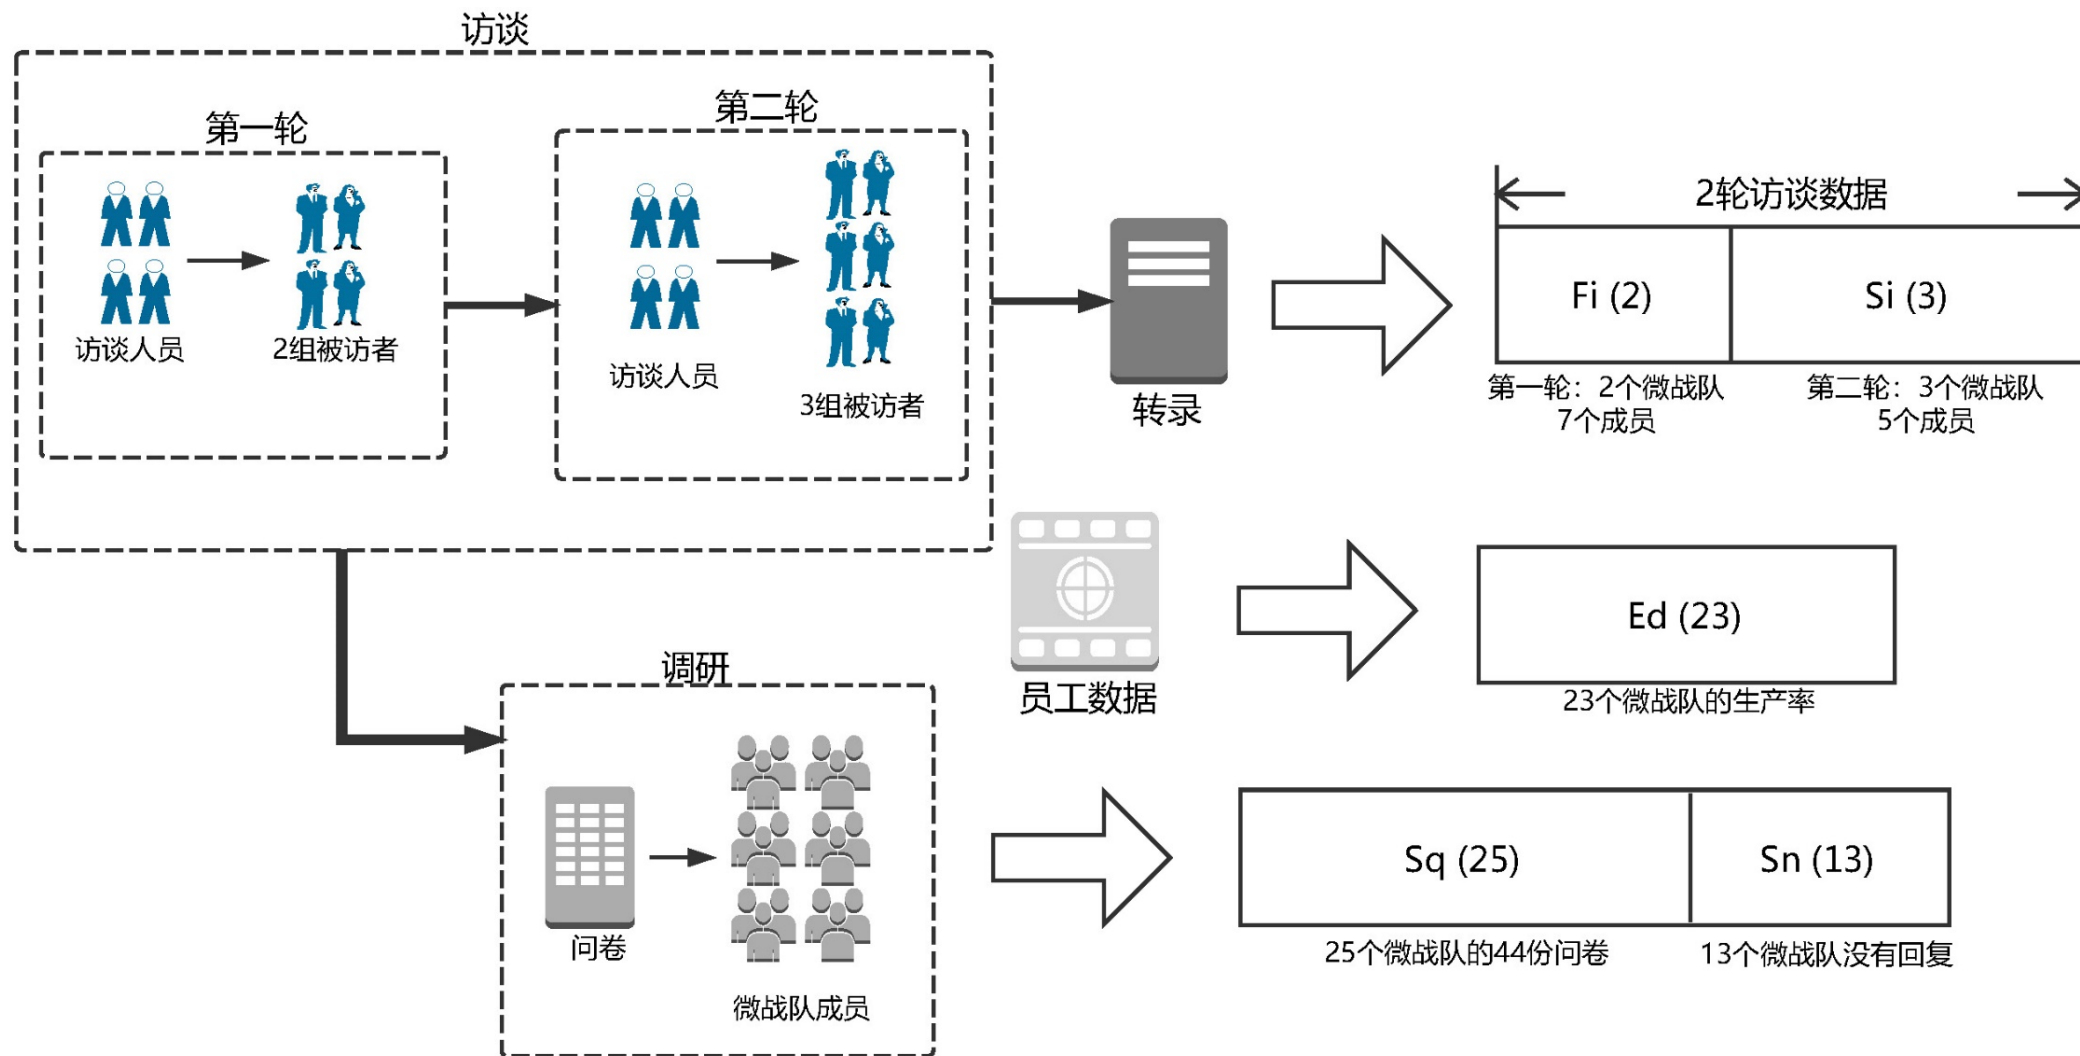 访谈
第一轮
访谈人员
2组被访者
第二轮
访谈人员
3组被访者
转录
2轮访谈数据
Fi (2)
Si (3)
第一轮：2个微战队
7个成员
第二轮：3个微战队
5个成员
员工数据
Ed (23)
23个微战队的生产率
调研
问卷
微战队成员
Sq (25)
Sn (13)
25个微战队的44份问卷
13个微战队没有回复